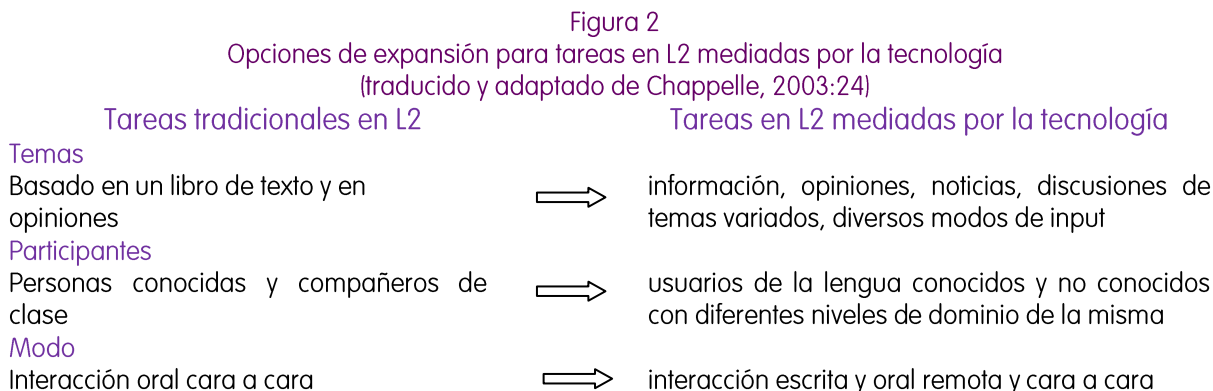 Figura 2
Opciones de expansión para tareas en L2 mediadas por la tecnología
(traducido y adaptado de Chappelle, 2003:24)
Tareas tradicionales en L2
Tareas en L2 mediadas por la tecnología
Temas
Basado en un libro de texto y en
opiniones
información, opiniones, noticias, discusiones de
temas variados, diversos modos de input
Participantes
Personas conocidas y compañeros de
clase
usuarios de la lengua conocidos y no conocidos
con diferentes niveles de dominio de la misma
Modo
Interacción oral cara a cara
interacción escrita y oral remota y cara a cara